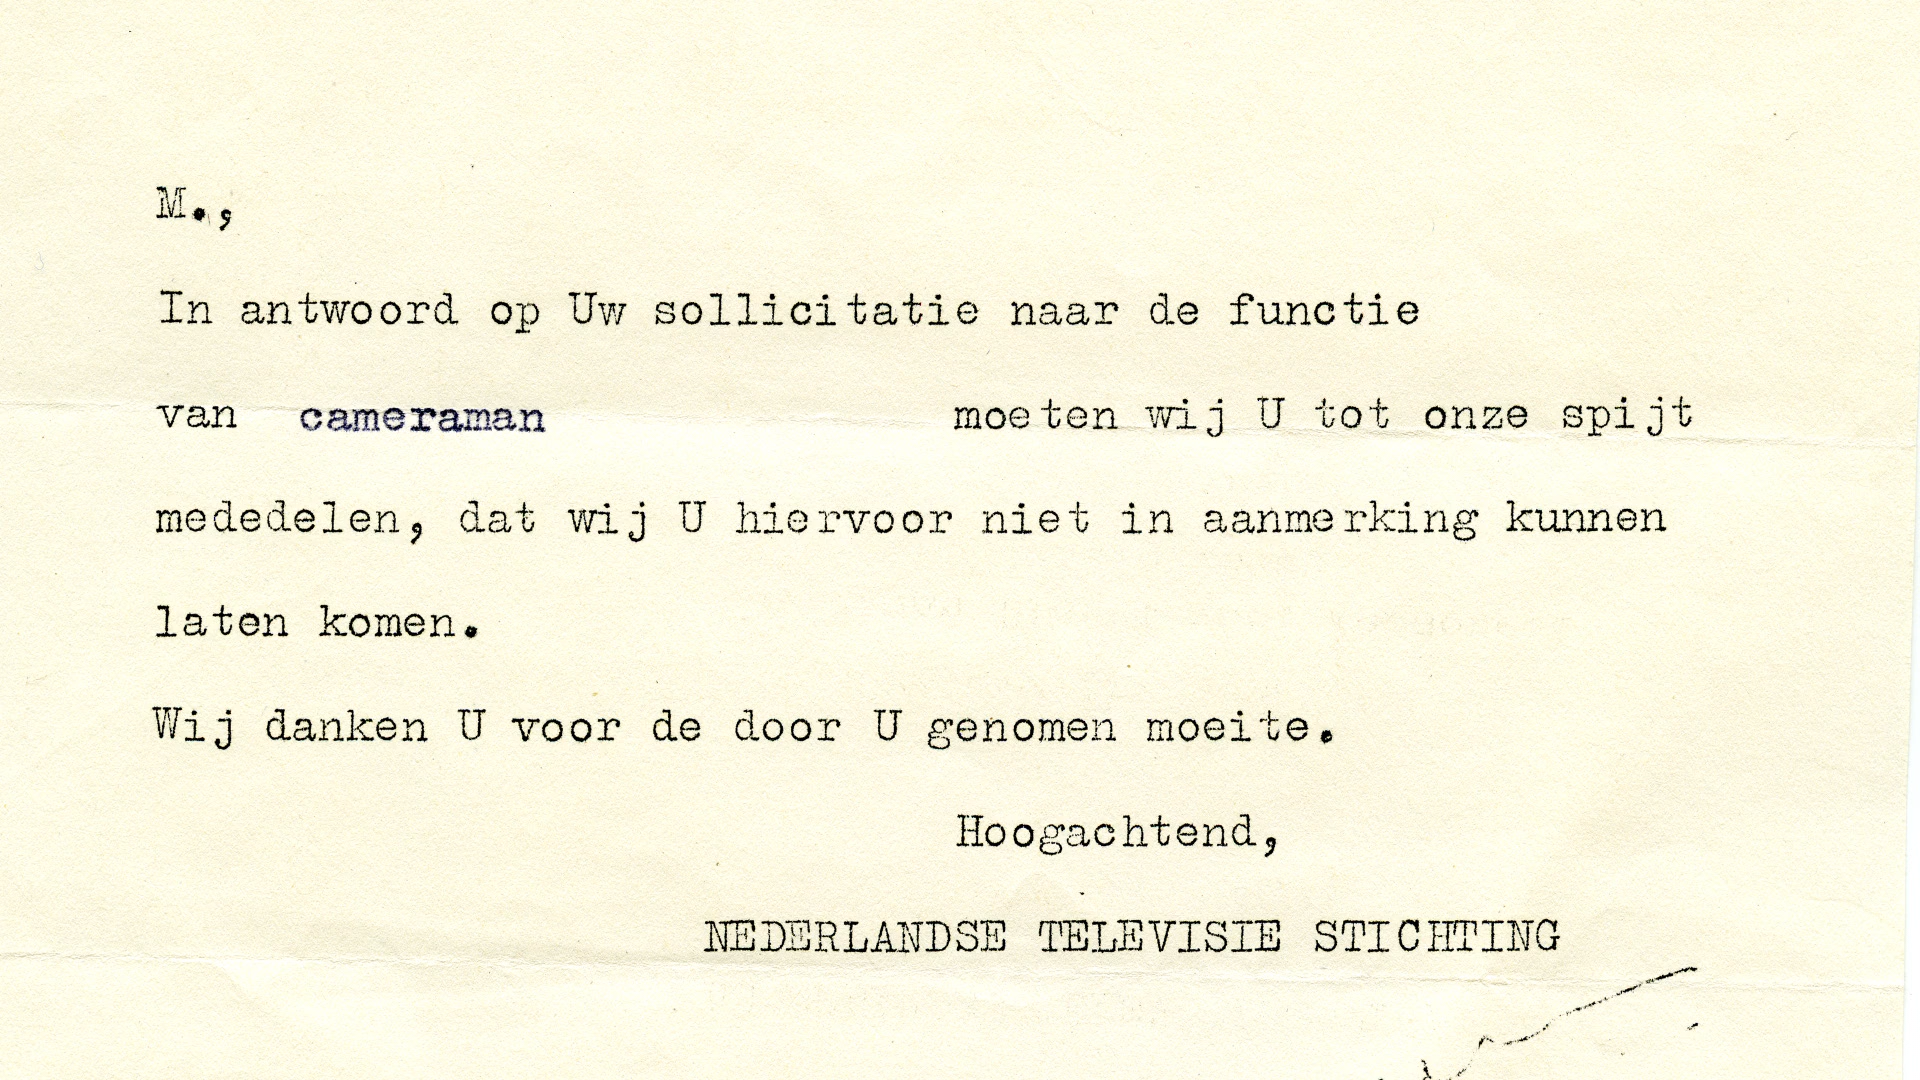 M.,
In antwoord op Uw sollicitatie naar de functie
van cameraman moeten wij U tot onze spijt
mededelen, dat wij U hiervoor niet in aanmerking kunnen
laten komen.
Wij danken U voor de door U genomen moeite.
Hoogachtend,
NEDERLANDSE TELEVISIE STICHTING